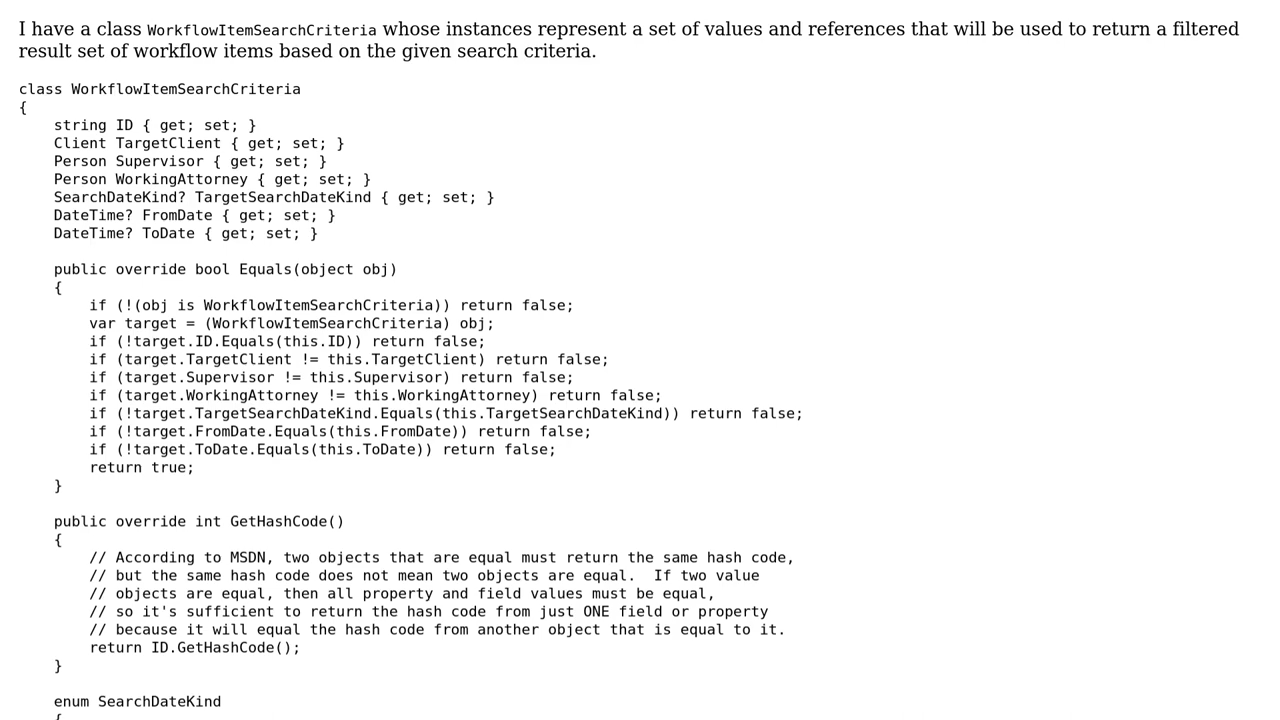 I have a class WorkflowItemSearchCriteria whose instances represent a set of values and references that will be used to return a filtered
result set of workflow items based on the given search criteria.
class WorkflowItemSearchCriteria
{
    string ID { get; set; }
    Client TargetClient { get; set; }
    Person Supervisor { get; set; }
    Person WorkingAttorney { get; set; }
    SearchDateKind? TargetSearchDateKind { get; set; }
    DateTime? FromDate { get; set; }
    DateTime? ToDate { get; set; }

    public override bool Equals(object obj)
    {
        if (!(obj is WorkflowItemSearchCriteria)) return false;
        var target = (WorkflowItemSearchCriteria) obj;
        if (!target.ID.Equals(this.ID)) return false;
        if (target.TargetClient != this.TargetClient) return false;
        if (target.Supervisor != this.Supervisor) return false;
        if (target.WorkingAttorney != this.WorkingAttorney) return false;
        if (!target.TargetSearchDateKind.Equals(this.TargetSearchDateKind)) return false;
        if (!target.FromDate.Equals(this.FromDate)) return false;
        if (!target.ToDate.Equals(this.ToDate)) return false;
        return true;
    }

    public override int GetHashCode()
    {
        // According to MSDN, two objects that are equal must return the same hash code,
        // but the same hash code does not mean two objects are equal.  If two value
        // objects are equal, then all property and field values must be equal,
        // so it's sufficient to return the hash code from just ONE field or property
        // because it will equal the hash code from another object that is equal to it.
        return ID.GetHashCode();
    }

    enum SearchDateKind
    {